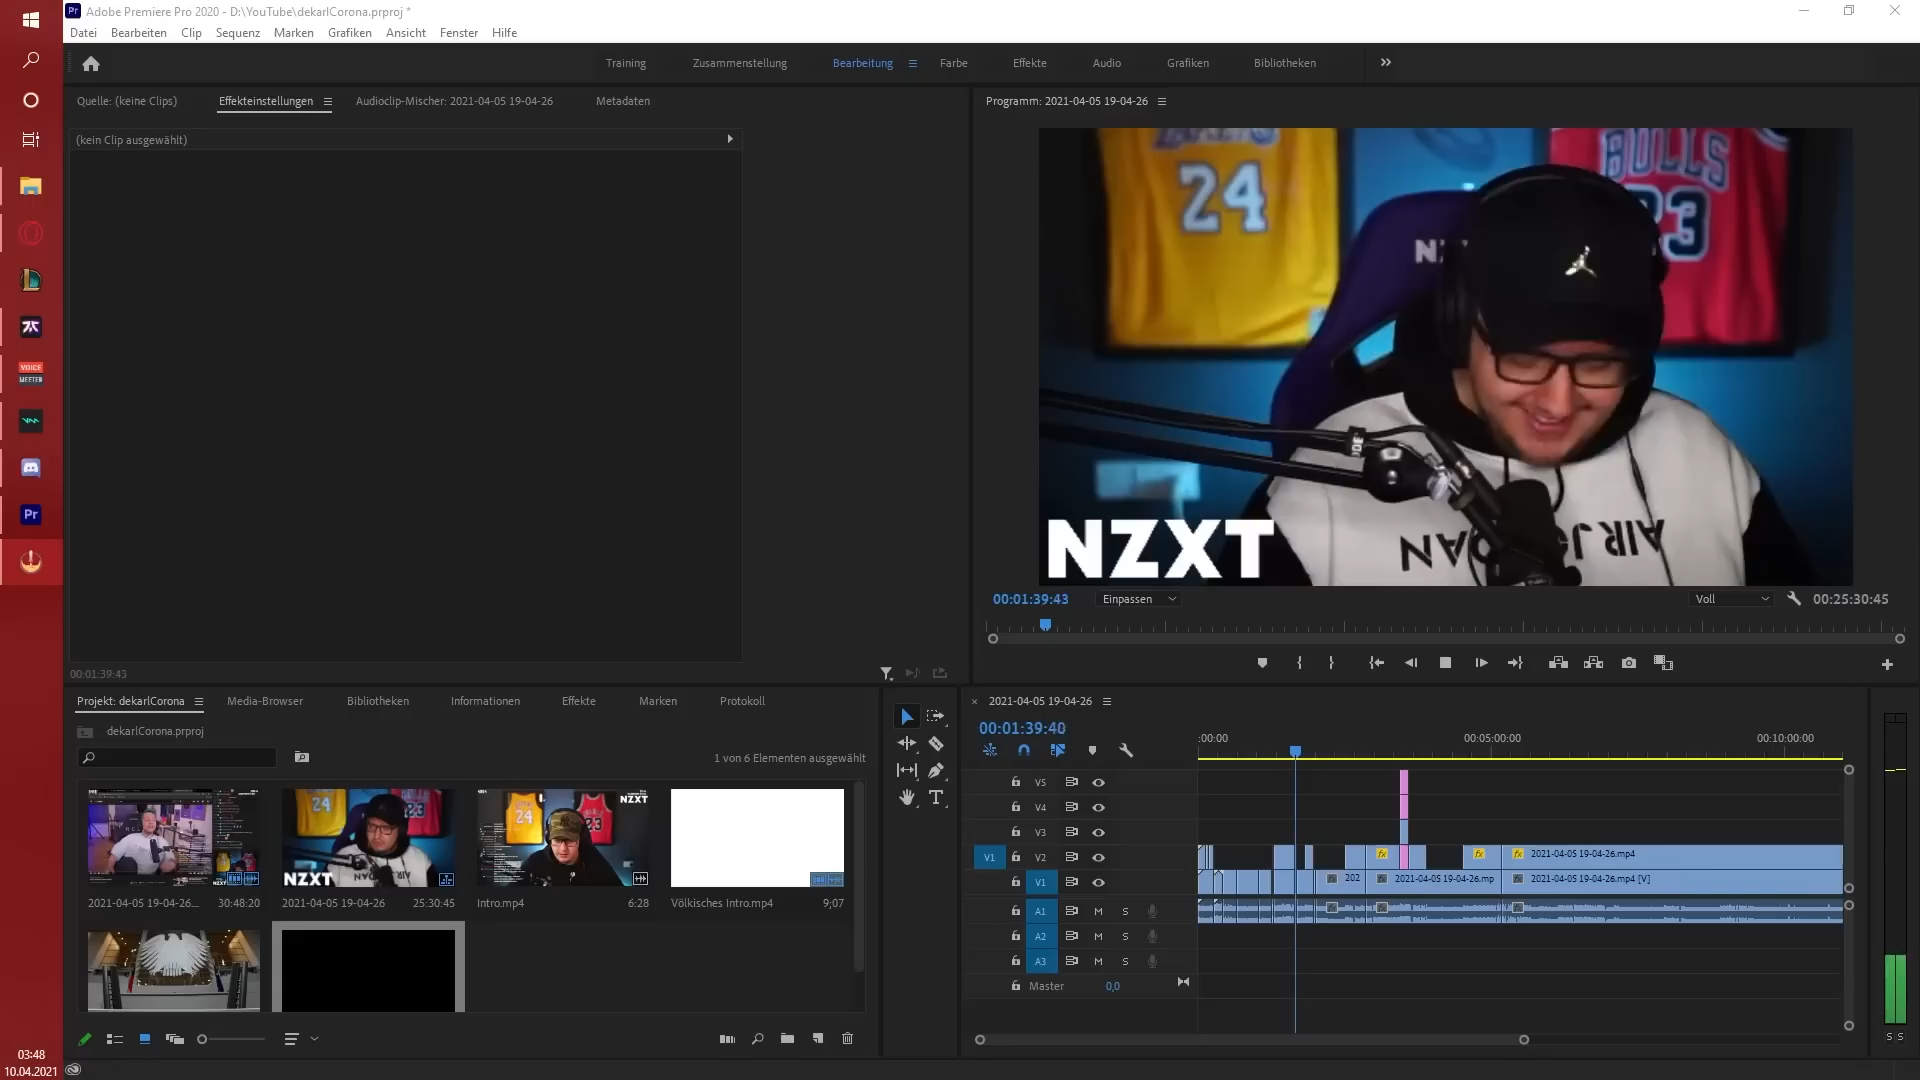 Adobe Premiere Pro 2020 - D:\YouTube\dekarlCorona.prproj *
Datei Bearbeiten Clip Sequenz Marken Grafiken Ansicht Fenster Hilfe
Training Zusammenstellung Bearbeitung Farbe Effekte Audio Grafiken Bibliotheken
Quelle: (keine Clips) Effekteinstellungen Audioclip-Mischer: 2021-04-05 19-04-26 Metadaten
(kein Clip ausgewählt)
00:01:39:43
Programm: 2021-04-05 19-04-26
24
BULLS
23
NZXT
00:01:39:43 Einpassen Voll 00:25:30:45
Projekt: dekarlCorona Media-Browser Bibliotheken Informationen Effekte Marken Protokoll
dekarlCorona.prproj
1 von 6 Elementen ausgewählt
2021-04-05 19-04-26... 30:48:20
2021-04-05 19-04-26 25:30:45
Intro.mp4 6:28
Völkisches Intro.mp4 9;07
2021-04-05 19-04-26
00:01:39:40
:00:00 00:05:00:00 00:10:00:00
V5
V4
V3
V1 V2 2021-04-05 19-04-26.mp4
V1 202 2021-04-05 19-04-26.mp 2021-04-05 19-04-26.mp4 [V]
A1 M S
A2 M S
A3 M S
Master 0,0
S S
VOICE
MEETER
Pr
03:48
10.04.2021